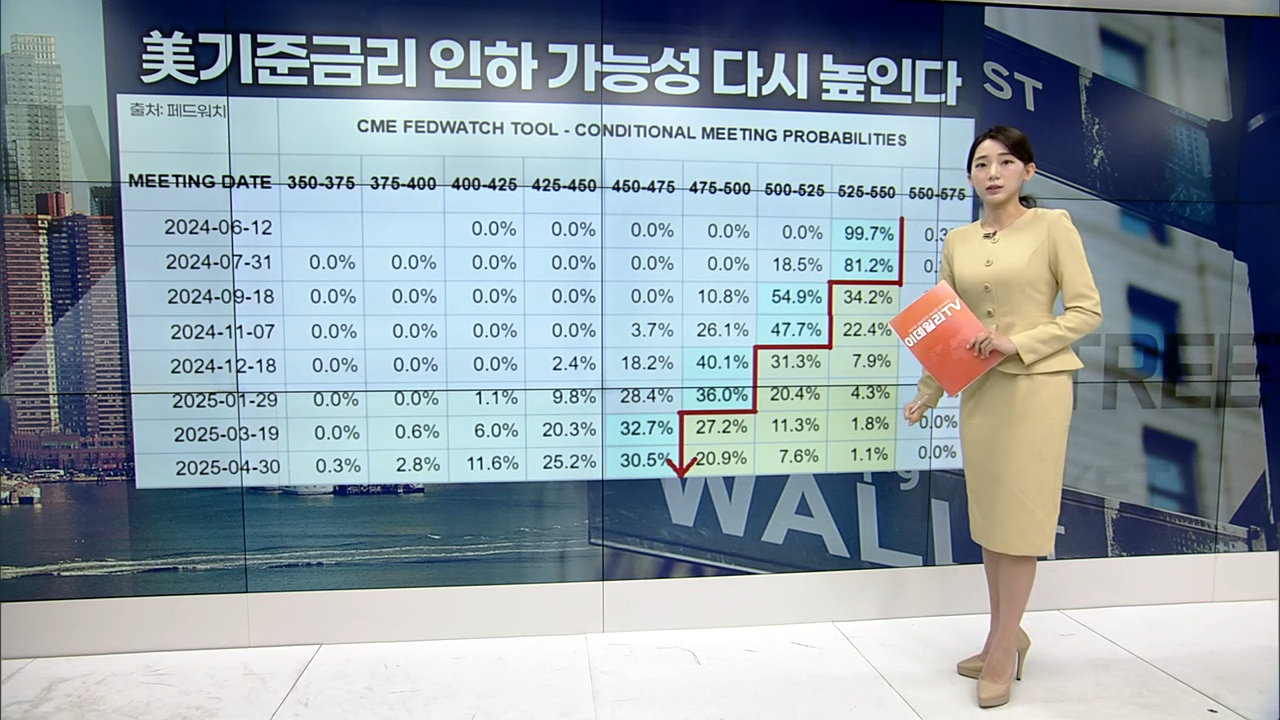 美기준금리 인하 가능성 다시 높인다
출처: 페드워치
CME FEDWATCH TOOL - CONDITIONAL MEETING PROBABILITIES
MEETING DATE 350-375 375-400 400-425 425-450 450-475 475-500 500-525 525-550 550-575
2024-06-12 0.0% 0.0% 0.0% 0.0% 0.0% 99.7%
2024-07-31 0.0% 0.0% 0.0% 0.0% 0.0% 0.0% 18.5% 81.2%
2024-09-18 0.0% 0.0% 0.0% 0.0% 0.0% 10.8% 54.9% 34.2%
2024-11-07 0.0% 0.0% 0.0% 0.0% 3.7% 26.1% 47.7% 22.4%
2024-12-18 0.0% 0.0% 0.0% 2.4% 18.2% 40.1% 31.3% 7.9%
2025-01-29 0.0% 0.0% 1.1% 9.8% 28.4% 36.0% 20.4% 4.3%
2025-03-19 0.0% 0.6% 6.0% 20.3% 32.7% 27.2% 11.3% 1.8% 0.0%
2025-04-30 0.3% 2.8% 11.6% 25.2% 30.5% 20.9% 7.6% 1.1% 0.0%
ST
이데일리TV
WALL